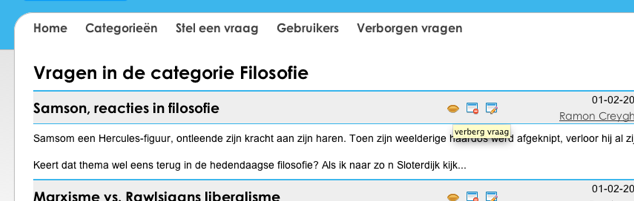 Home Categorieën Stel een vraag Gebruikers Verborgen vragen
Vragen in de categorie Filosofie
Samson, reacties in filosofie 01-02-20
Ramon Creygh
verberg vraag
Samsom een Hercules-figuur, ontleende zijn kracht aan zijn haren. Toen zijn weelderige haardos werd afgeknipt, verloor hij al zij
Keert dat thema wel eens terug in de hedendaagse filosofie? Als ik naar zo n Sloterdijk kijk...
Marxisme vs. Rawlsiaans liberalisme 01-02-20